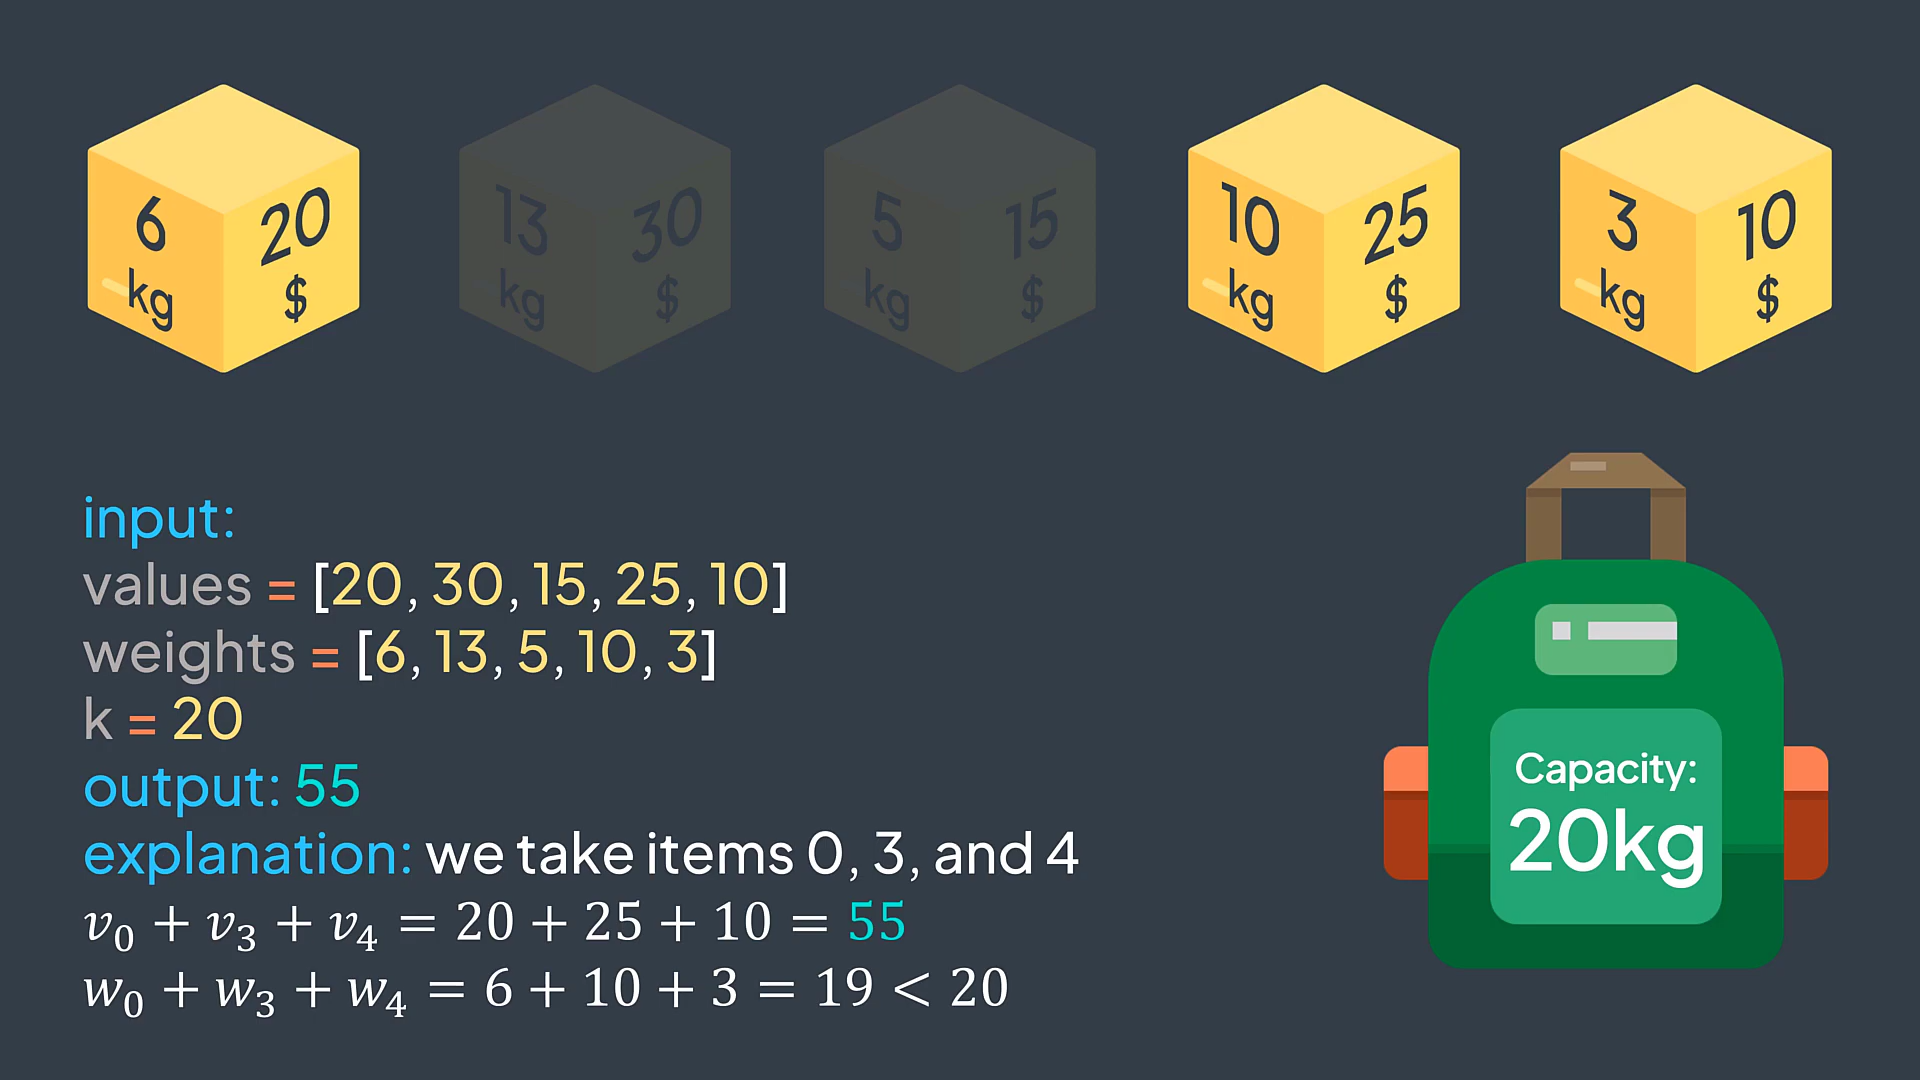 6 kg 20 $
13 kg 30 $
5 kg 15 $
10 kg 25 $
3 kg 10 $
input:
values = [20, 30, 15, 25, 10]
weights = [6, 13, 5, 10, 3]
k = 20
output: 55
explanation: we take items 0, 3, and 4
v₀ + v₃ + v₄ = 20 + 25 + 10 = 55
w₀ + w₃ + w₄ = 6 + 10 + 3 = 19 < 20
Capacity:
20kg